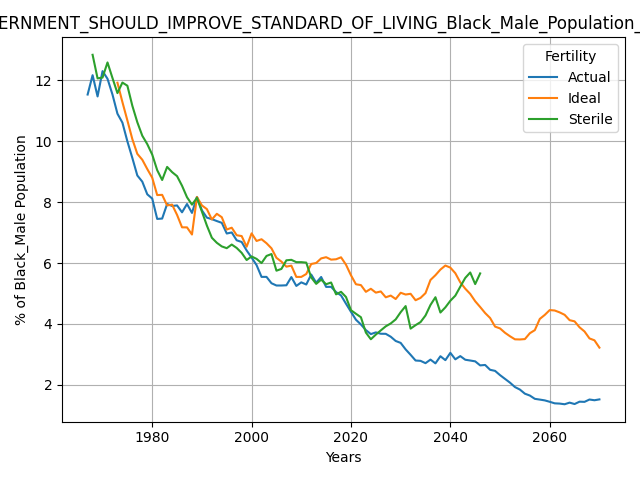 ERNMENT_SHOULD_IMPROVE_STANDARD_OF_LIVING_Black_Male_Population_
Fertility
Actual
Ideal
Sterile
% of Black_Male Population
12
10
8
6
4
2
1980 2000 2020 2040 2060
Years